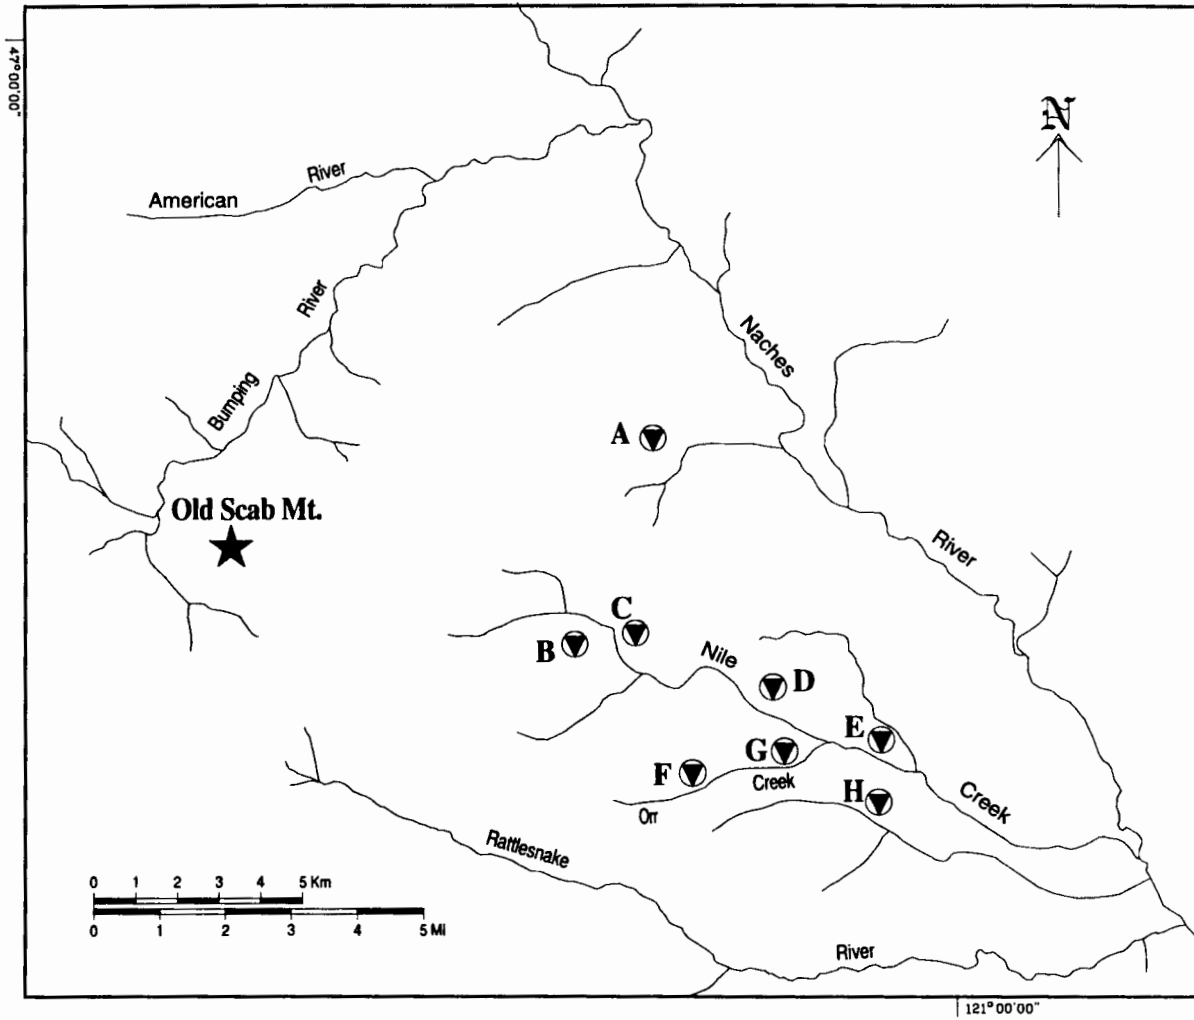 47°00'00"
N
River
American
River
Naches
Bumping
A
Old Scab Mt.
River
C
B
Nile
D
E
G
F
Creek
H
Creek
Orr
Rattlesnake
0 1 2 3 4 5 Km
0 1 2 3 4 5 Mi
River
121°00'00"